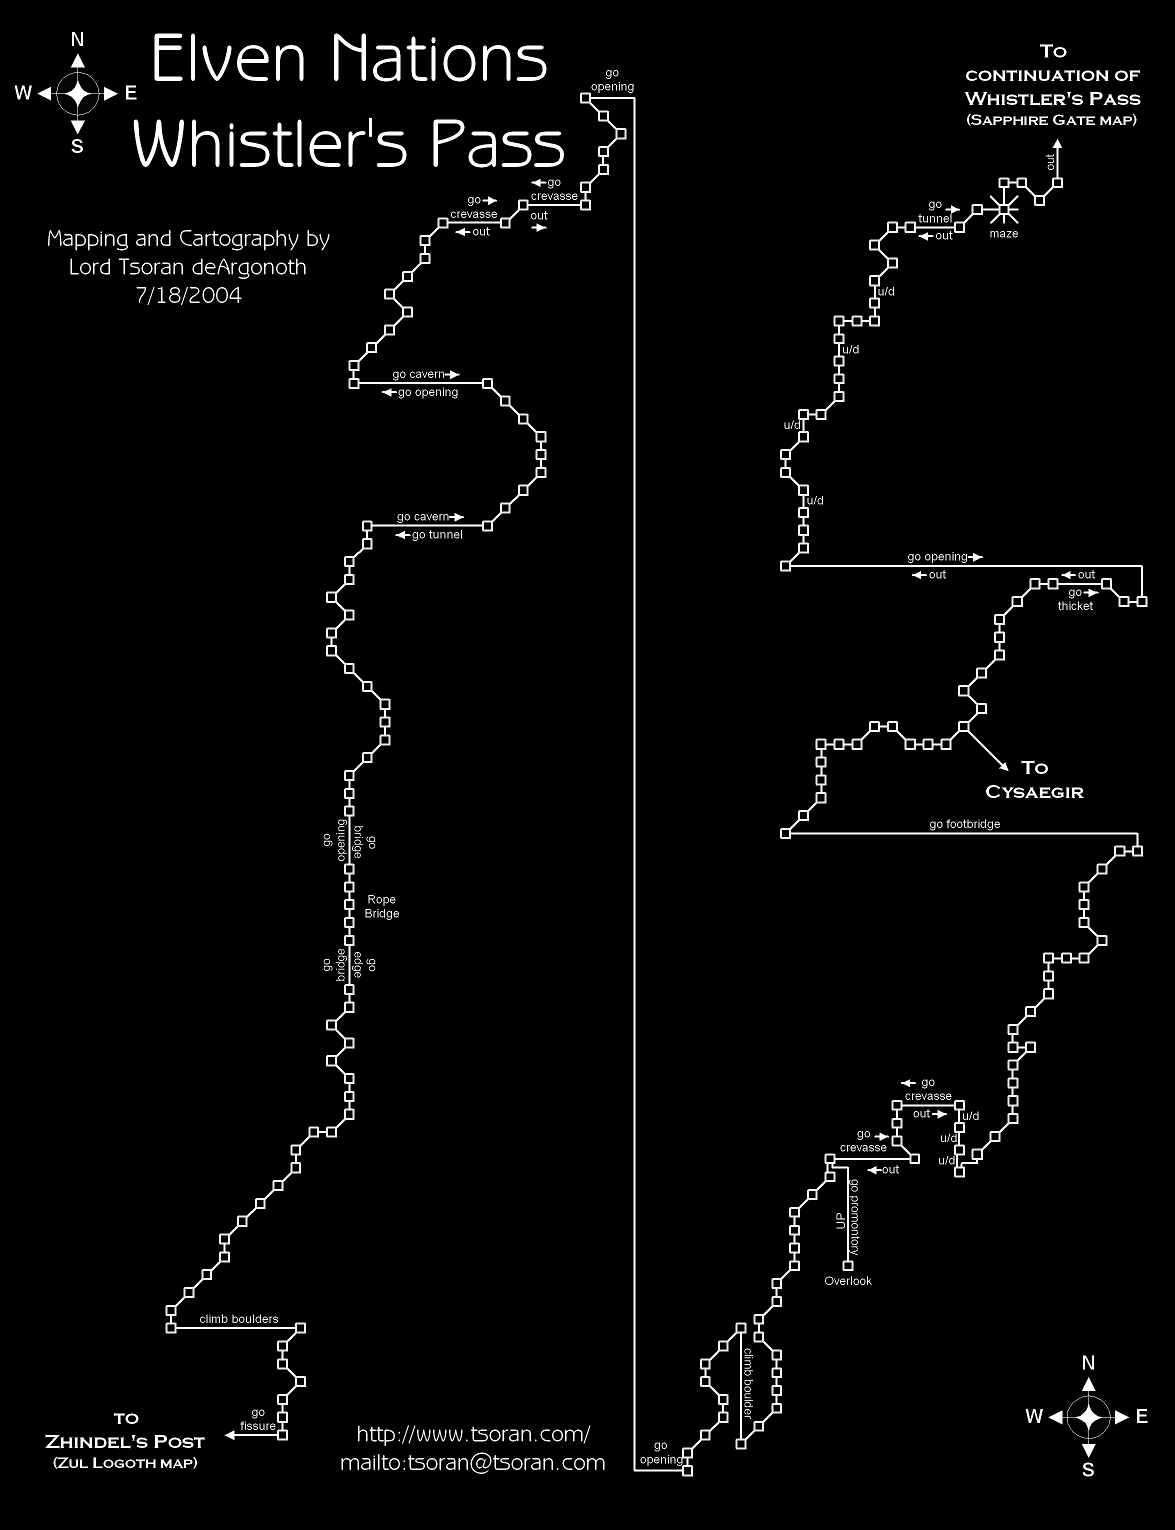 N
W E
S
Elven Nations
Whistler's Pass
Mapping and Cartography by
Lord Tsoran deArgonoth
7/18/2004
go
opening
go
crevasse
out
go
crevasse
out
go cavern
go opening
go cavern
go tunnel
go
opening
go
bridge
Rope
Bridge
go
bridge
go
edge
climb boulders
go
fissure
To
Zhindel's Post
(Zul Logoth map)
http://www.tsoran.com/
mailto:tsoran@tsoran.com
To
continuation of
Whistler's Pass
(Sapphire Gate map)
out
maze
go
tunnel
out
u/d
u/d
u/d
u/d
go opening
out
out
go
thicket
To
Cysaegir
go footbridge
go
crevasse
out
u/d
u/d
u/d
go
crevasse
out
go promontory
UP
Overlook
climb boulder
go
opening
N
W E
S